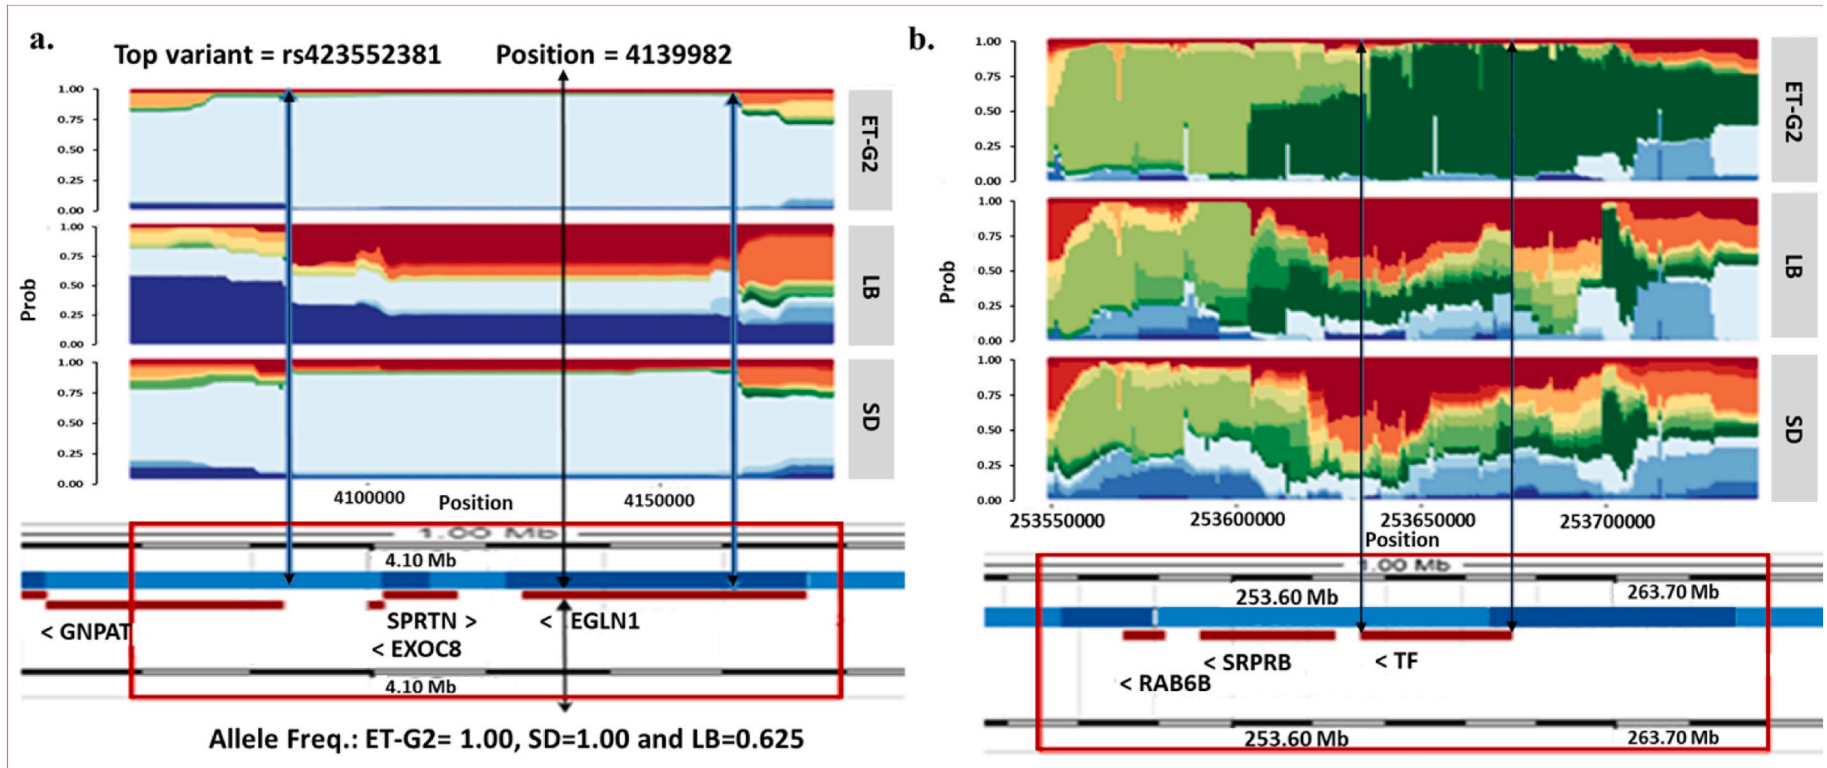 a.
Top variant = rs423552381 Position = 4139982
1.00
0.75
0.50
0.25
0.00
ET-G2
1.00
0.75
0.50
0.25
0.00
LB
Prob
1.00
0.75
0.50
0.25
0.00
SD
4100000 Position 4150000
1.00 Mb
4.10 Mb
SPRTN >
< EGLN1
< GNPAT
< EXOC8
4.10 Mb
Allele Freq.: ET-G2= 1.00, SD=1.00 and LB=0.625
b.
1.00
0.75
0.50
0.25
0.00
ET-G2
1.00
0.75
0.50
0.25
0.00
LB
Prob
1.00
0.75
0.50
0.25
0.00
SD
253550000 253600000 253650000 253700000
Position
1.00 Mb
253.60 Mb 263.70 Mb
< SRPRB < TF
< RAB6B
253.60 Mb 263.70 Mb